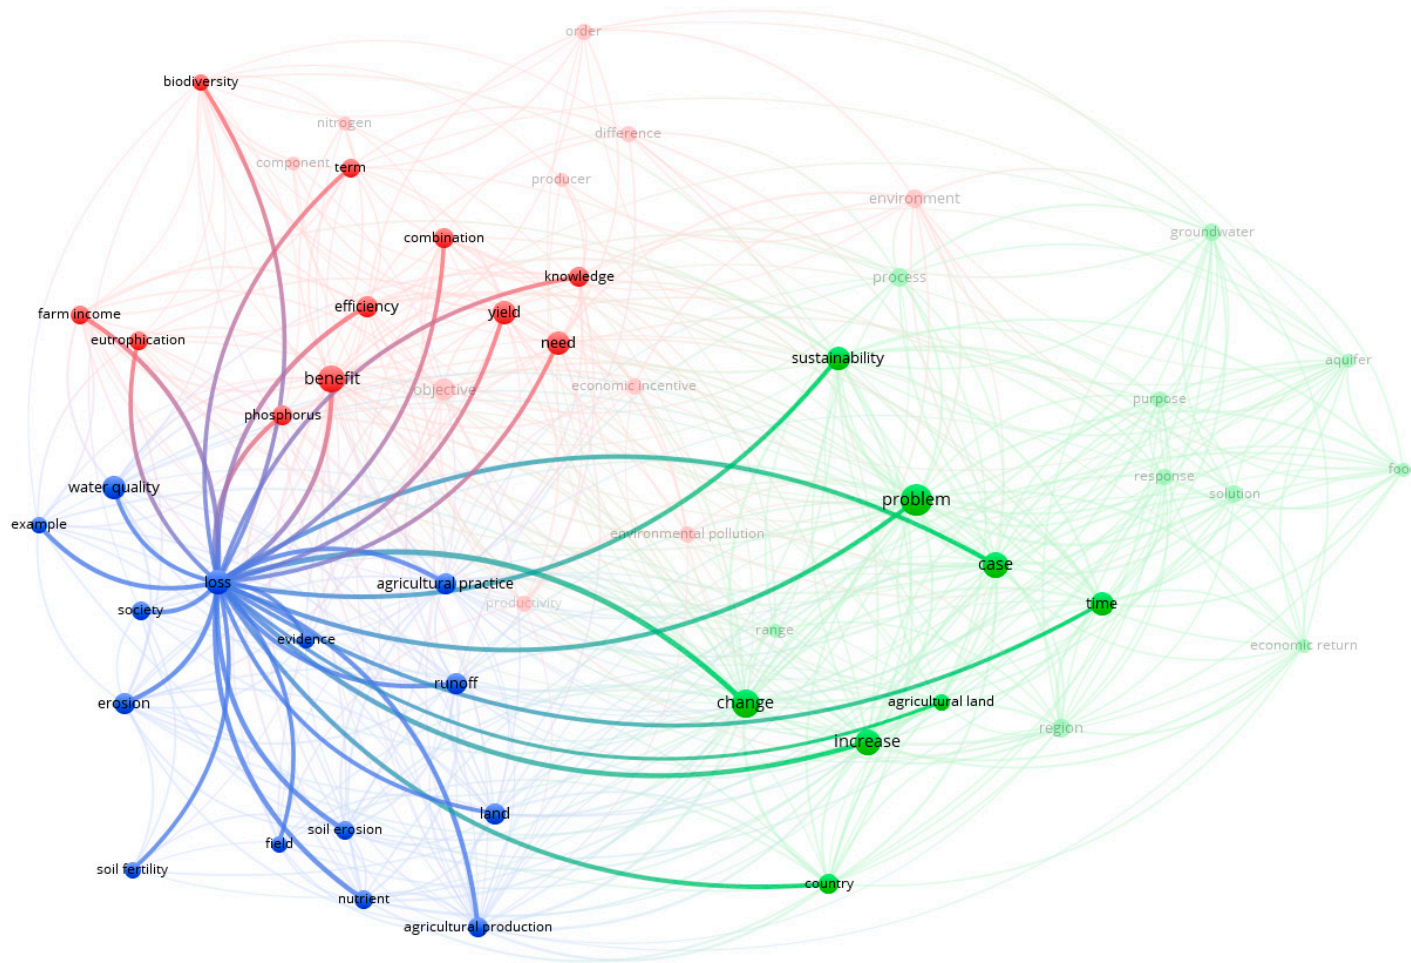 order
biodiversity
nitrogen
difference
component
term
producer
environment
groundwater
combination
knowledge
process
farm income
efficiency
yield
eutrophication
need
sustainability
aquifer
benefit
objective
economic incentive
purpose
phosphorus
food
water quality
response
solution
problem
example
environmental pollution
case
loss
agricultural practice
society
productivity
time
evidence
range
economic return
runoff
erosion
change
agricultural land
region
increase
land
soil erosion
field
soil fertility
nutrient
country
agricultural production